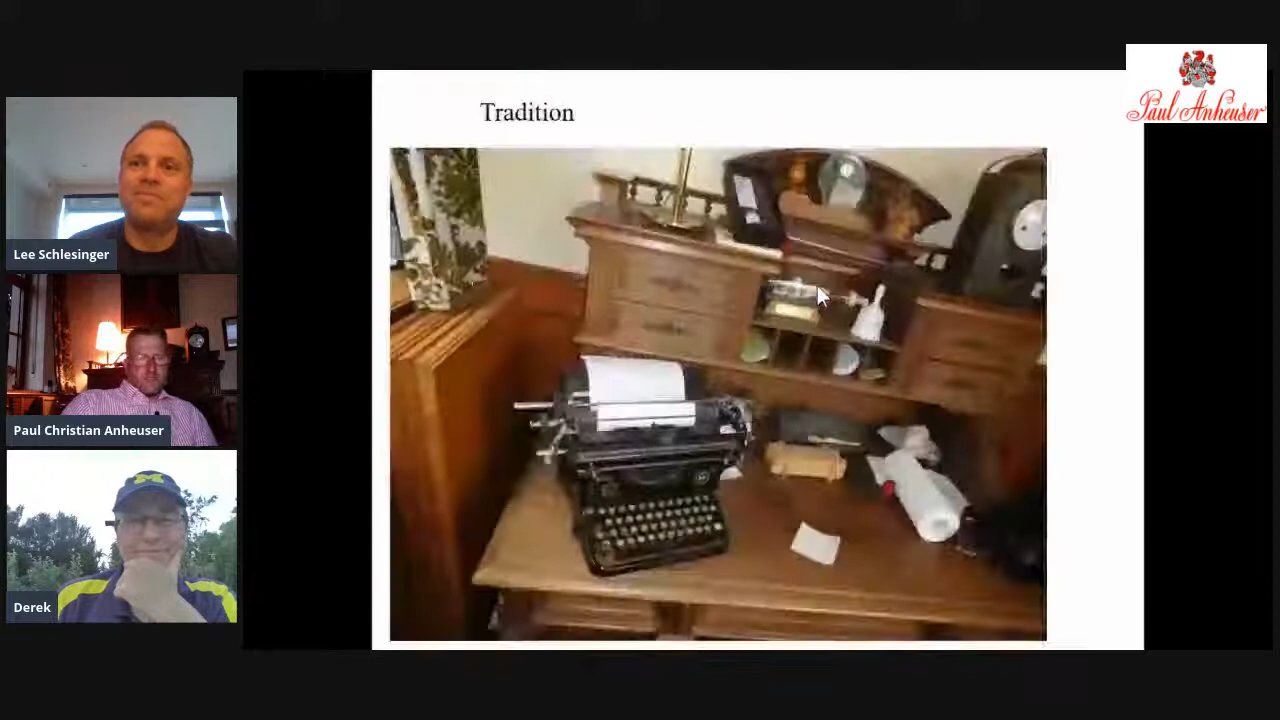 Tradition
Paul Anheuser
Lee Schlesinger
Paul Christian Anheuser
Derek